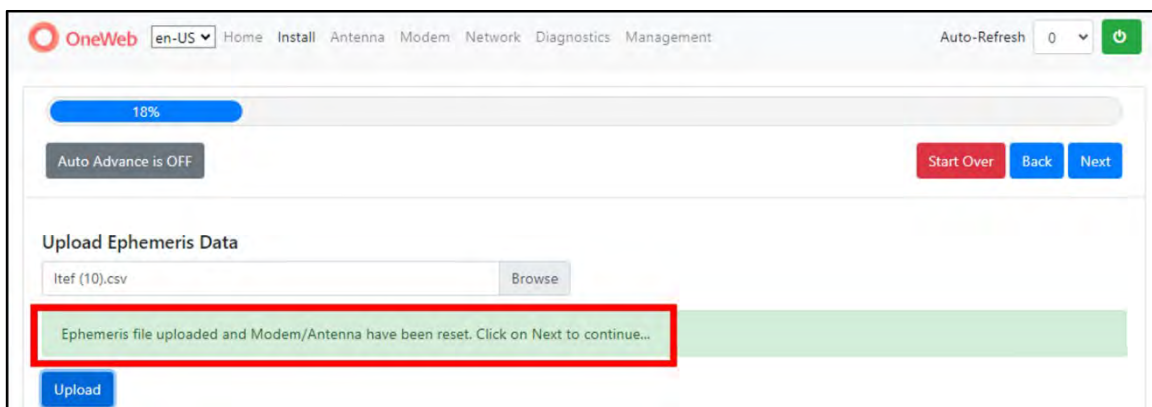 OneWeb en-US Home Install Antenna Modem Network Diagnostics Management Auto-Refresh 0
18%
Auto Advance is OFF Start Over Back Next
Upload Ephemeris Data
ltef (10).csv Browse
Ephemeris file uploaded and Modem/Antenna have been reset. Click on Next to continue...
Upload